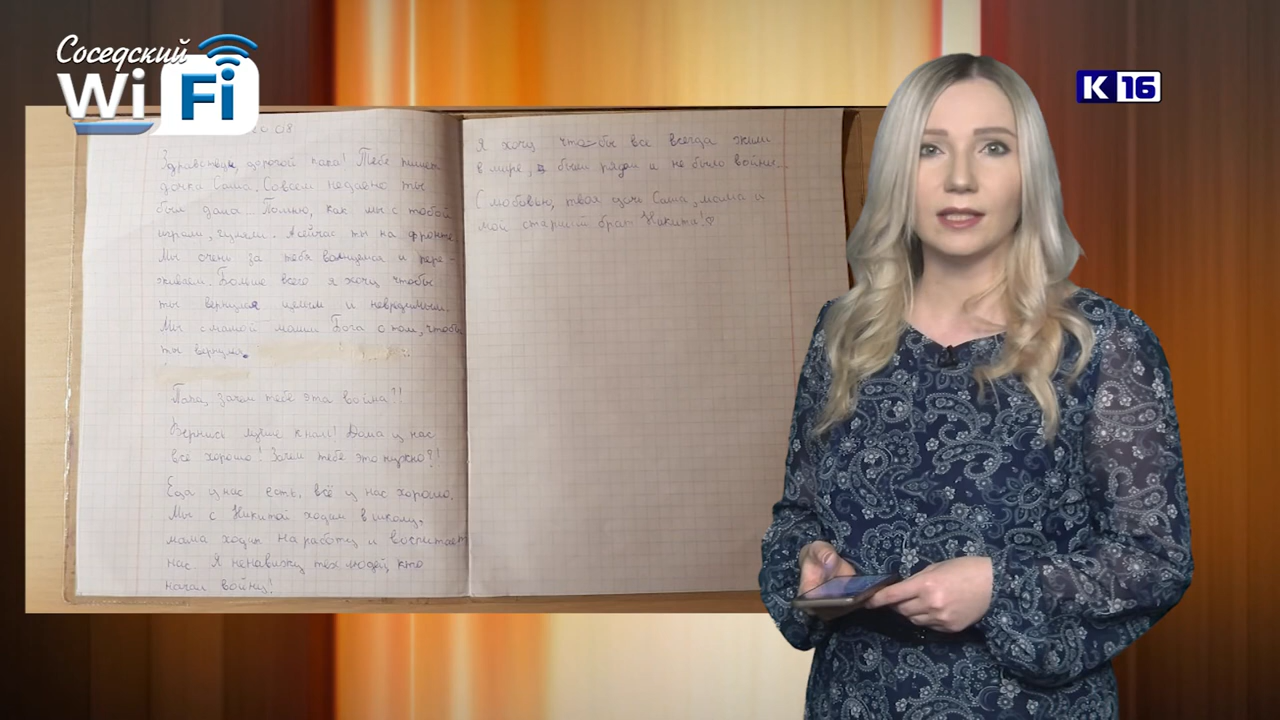 Соседский
Wi Fi
K 16
Здравствуй, дорогой папа! Тебе пишет
дочка Саша. Совсем недавно ты
был дома... Помню, как мы с тобой
играли, гуляли. А сейчас ты на фронте.
Мы очень за тебя волнуемся и пере-
живаем. Больше всего я хочу чтобы
ты вернулся целым и невредимым.
Мы с мамой молим Бога о том, чтобы
ты вернулся.
Папа, зачем тебе эта война?!
Вернись лучше к нам! Дома у нас
всё хорошо! Зачем тебе это нужно?!
Еда у нас есть, всё у нас хорошо.
Мы с Никитой ходим в школу,
мама ходит на работу и воспитает
нас Я ненавижу тех людей, кто
начал войну!
Я хочу что-бы все всегда жили
в мире, были рядом и не было войны...
С любовью, твоя дочь Саша, мама и
мой старший брат Никита!